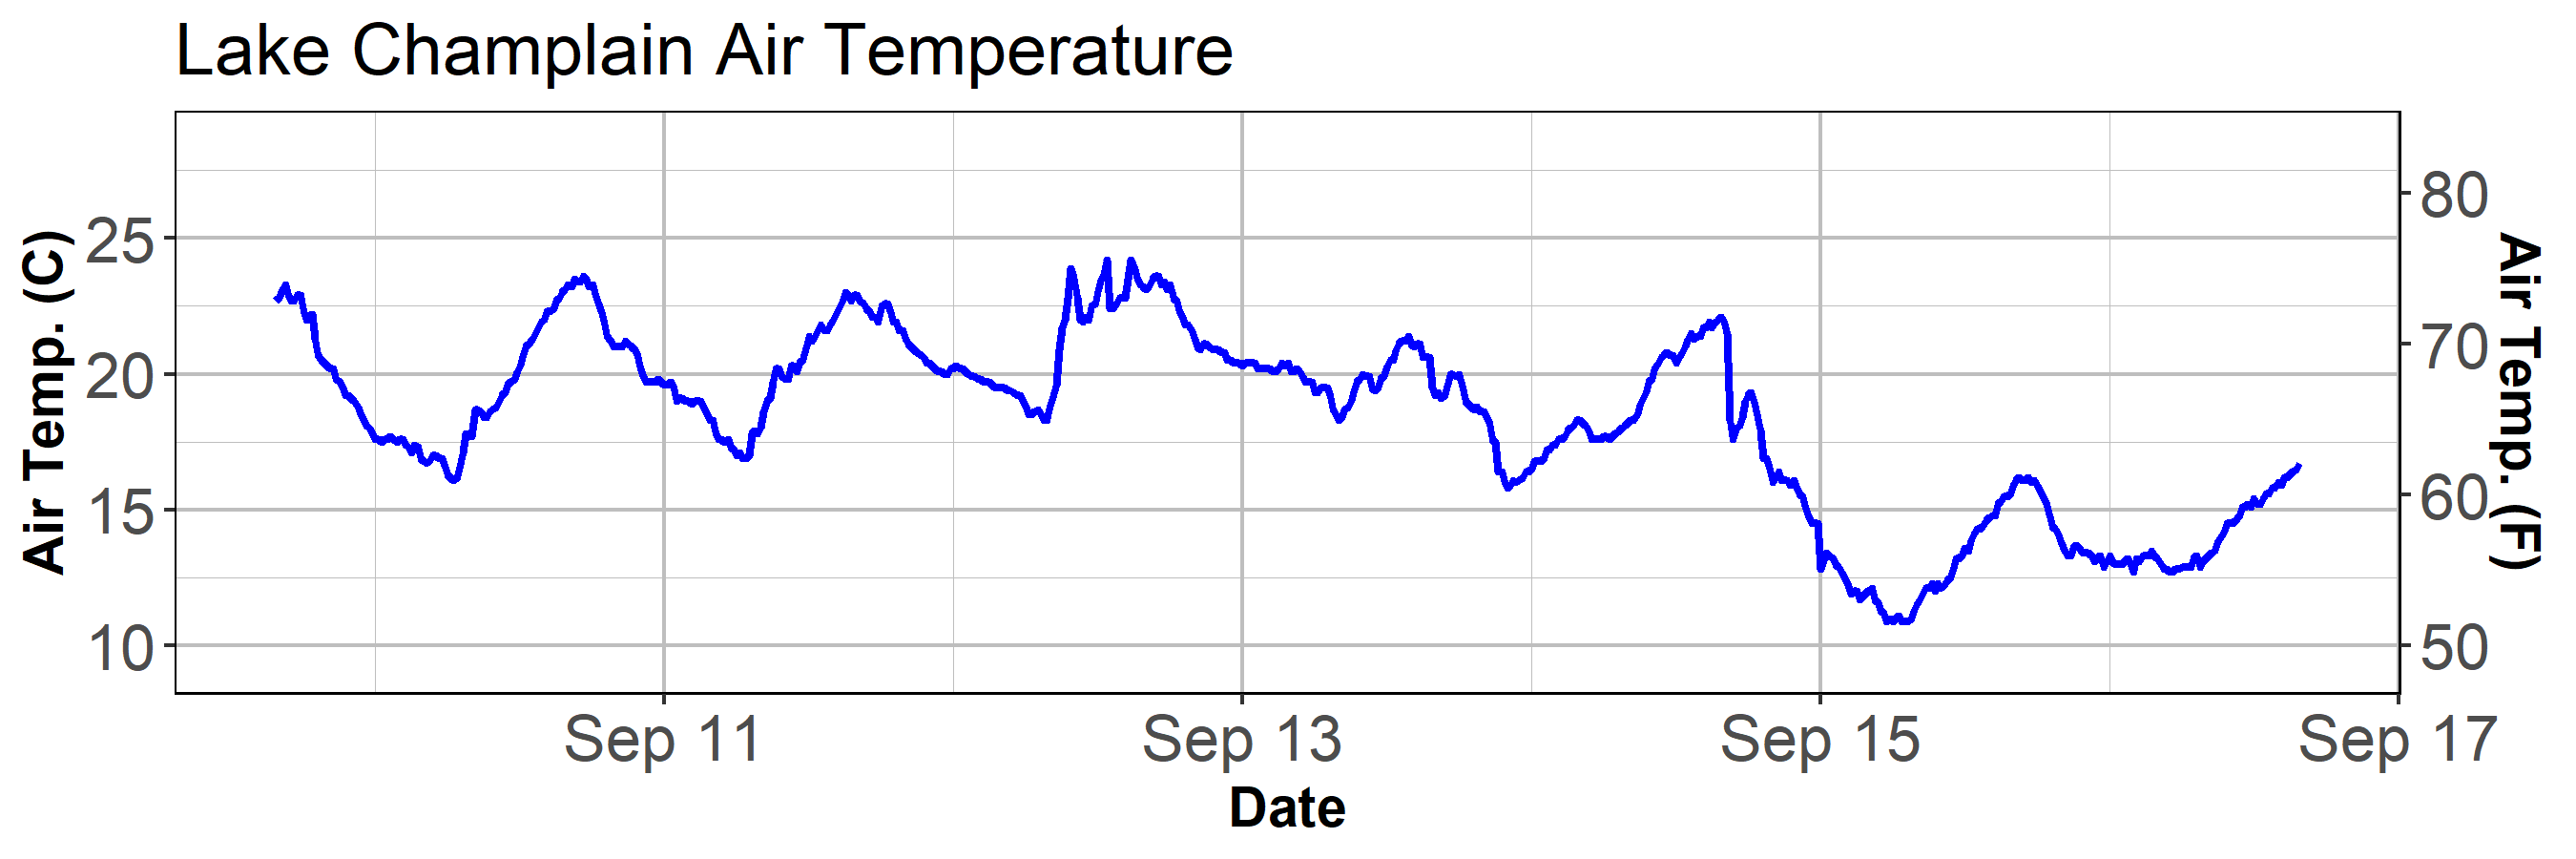 Lake Champlain Air Temperature
Air Temp. (C)
25
20
15
10
80
70
60
50
Air Temp. (F)
Sep 11
Sep 13
Sep 15
Sep 17
Date